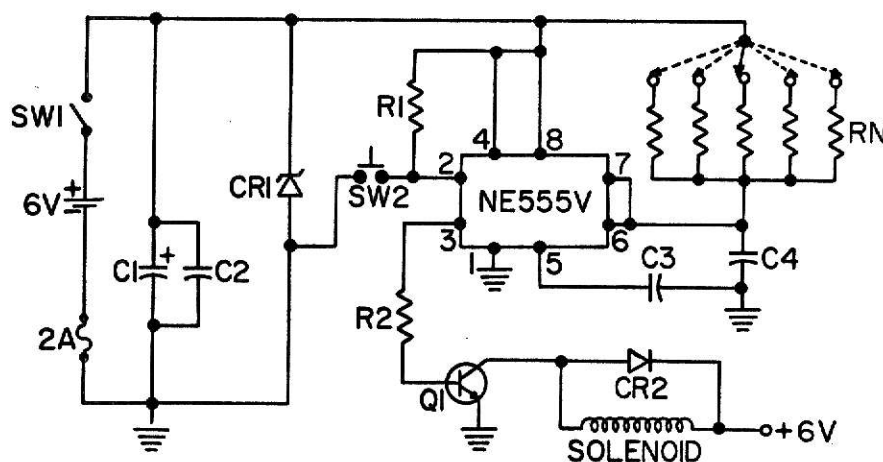 SW1
6V
2A
C1
+
C2
CR1
SW2
R1
4
8
2
7
NE555V
3
6
1
5
RN
C3
C4
R2
Q1
CR2
SOLENOID
+6V